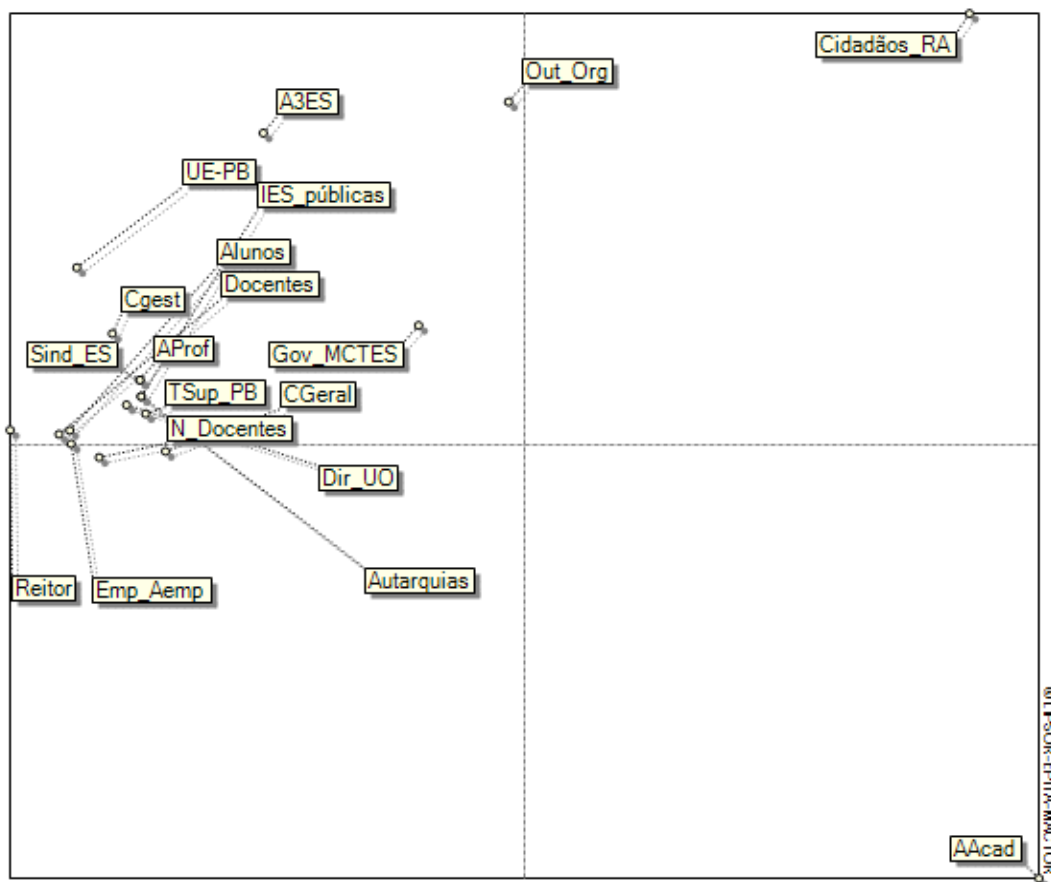 Cidadãos_RA
Out_Org
A3ES
UE-PB
IES_públicas
Alunos
Docentes
Cgest
AProf
Sind_ES
Gov_MCTES
TSup_PB
CGeral
N_Docentes
Dir_UO
Autarquias
Reitor
Emp_Aemp
AAcad